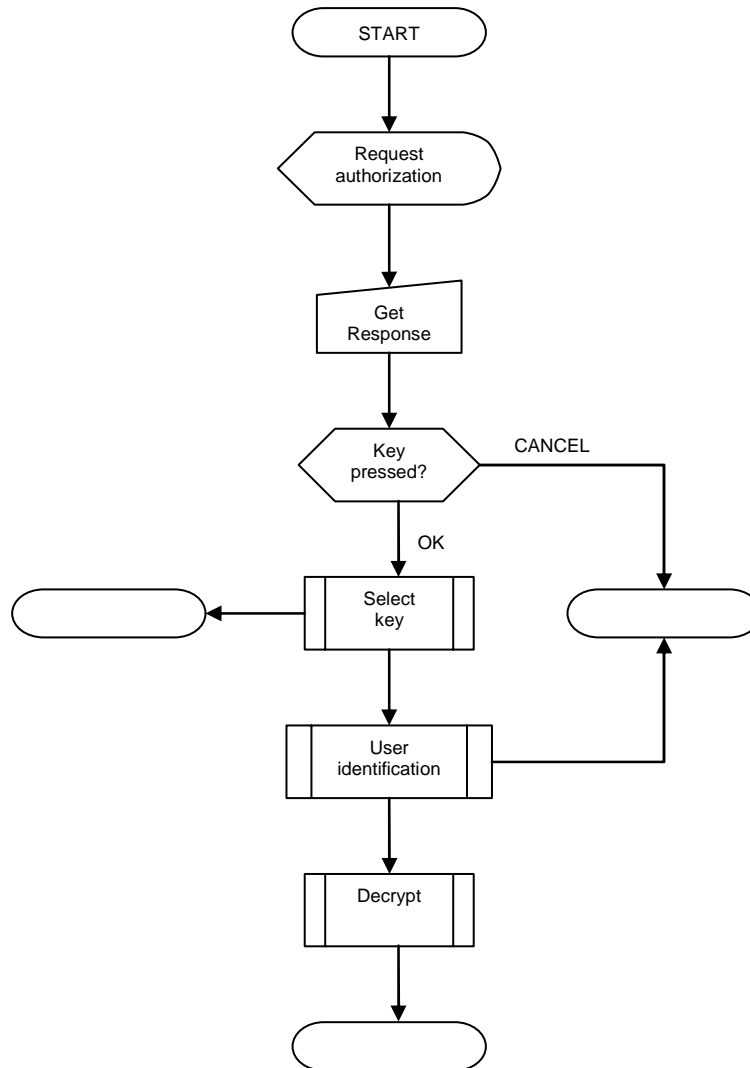 START
Request
authorization
Get
Response
Key
pressed?
CANCEL
OK
Select
key
User
identification
Decrypt